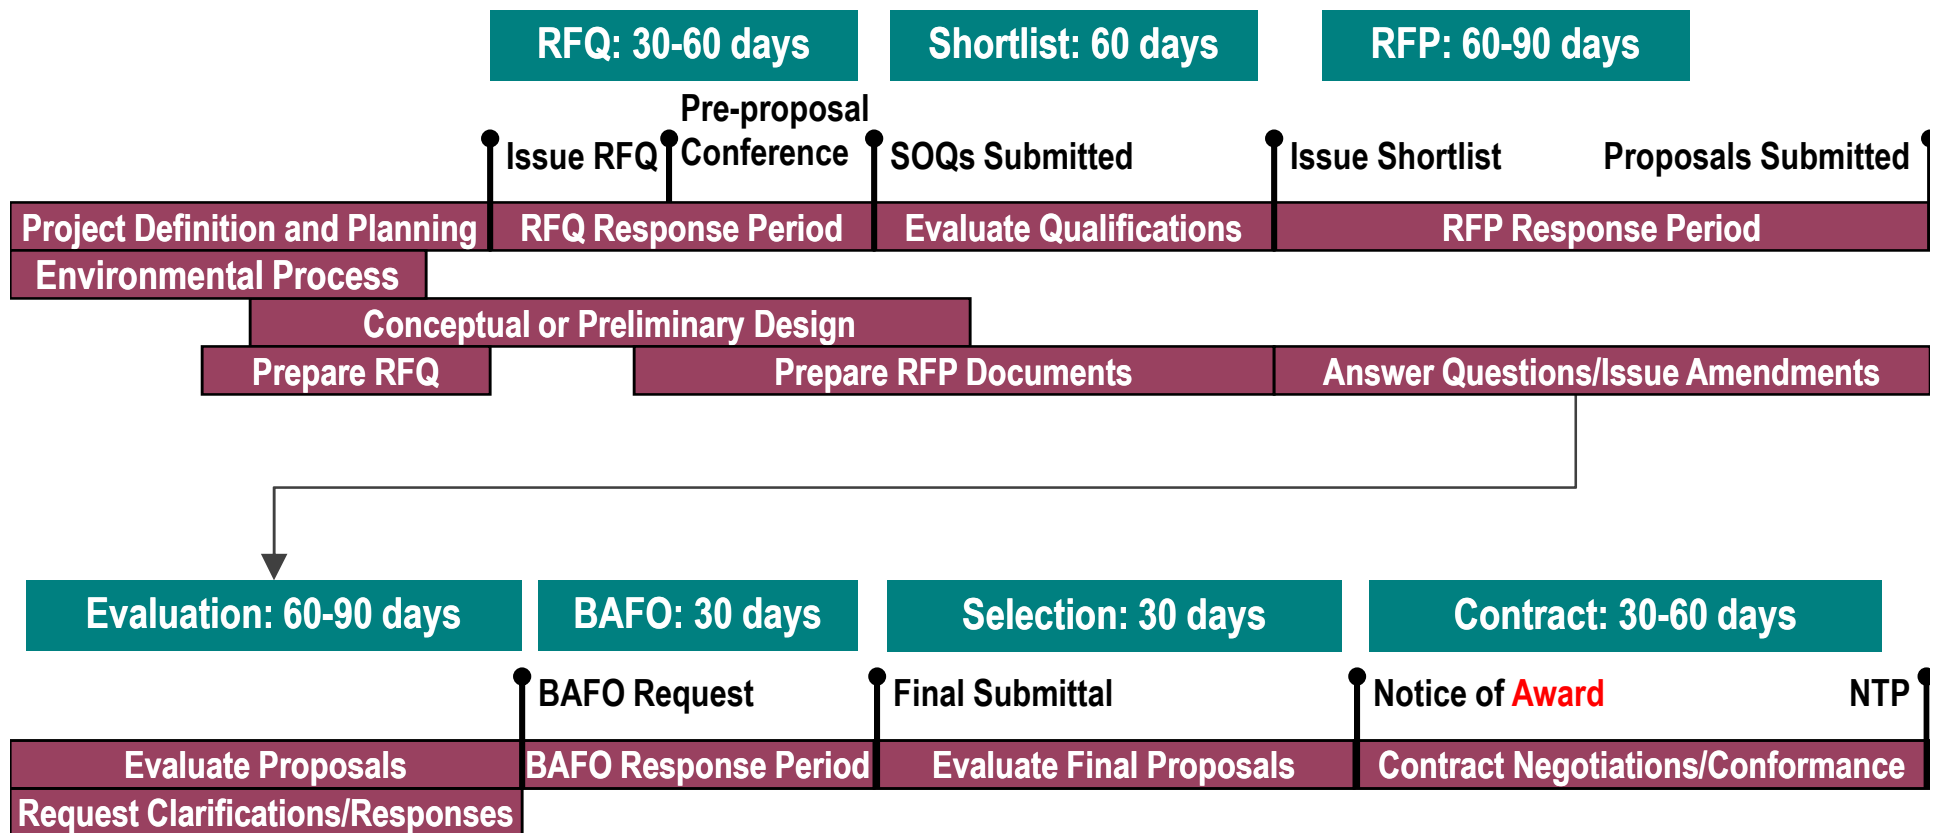 RFQ: 30-60 days
Shortlist: 60 days
RFP: 60-90 days
Issue RFQ
Pre-proposal
Conference
SOQs Submitted
Issue Shortlist
Proposals Submitted
Project Definition and Planning
RFQ Response Period
Evaluate Qualifications
RFP Response Period
Environmental Process
Conceptual or Preliminary Design
Prepare RFQ
Prepare RFP Documents
Answer Questions/Issue Amendments
Evaluation: 60-90 days
BAFO: 30 days
Selection: 30 days
Contract: 30-60 days
BAFO Request
Final Submittal
Notice of Award
NTP
Evaluate Proposals
BAFO Response Period
Evaluate Final Proposals
Contract Negotiations/Conformance
Request Clarifications/Responses